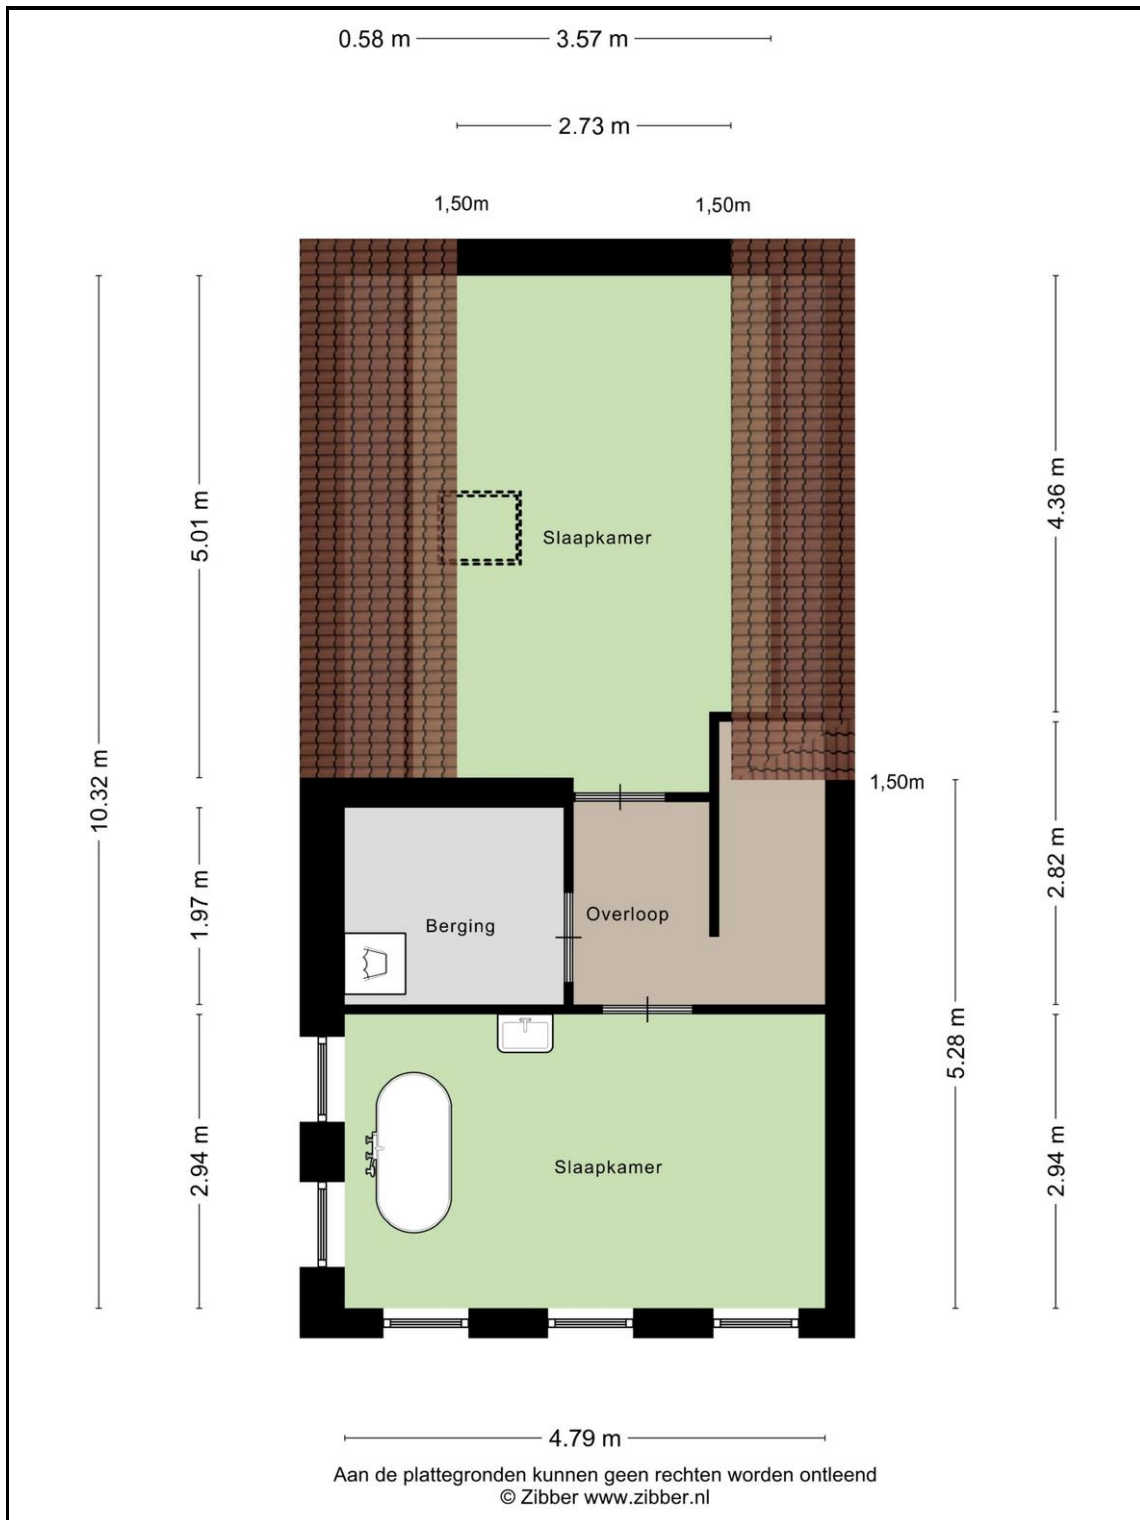 0.58 m 3.57 m
2.73 m
1,50m 1,50m
5.01 m
4.36 m
Slaapkamer
10.32 m
1,50m
1.97 m
2.82 m
Berging
Overloop
5.28 m
2.94 m
2.94 m
Slaapkamer
4.79 m
Aan de plattegronden kunnen geen rechten worden ontleend
© Zibber www.zibber.nl